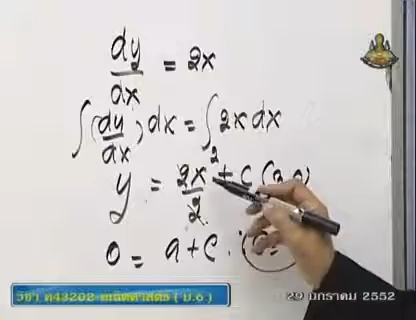 dy/dx = 2x
∫(dy/dx)dx = ∫2x dx
y = 2x²/2 + c
0 = a + c
วิชา ค43202 คณิตศาสตร์ ( ม.6 )
29 มกราคม 2552